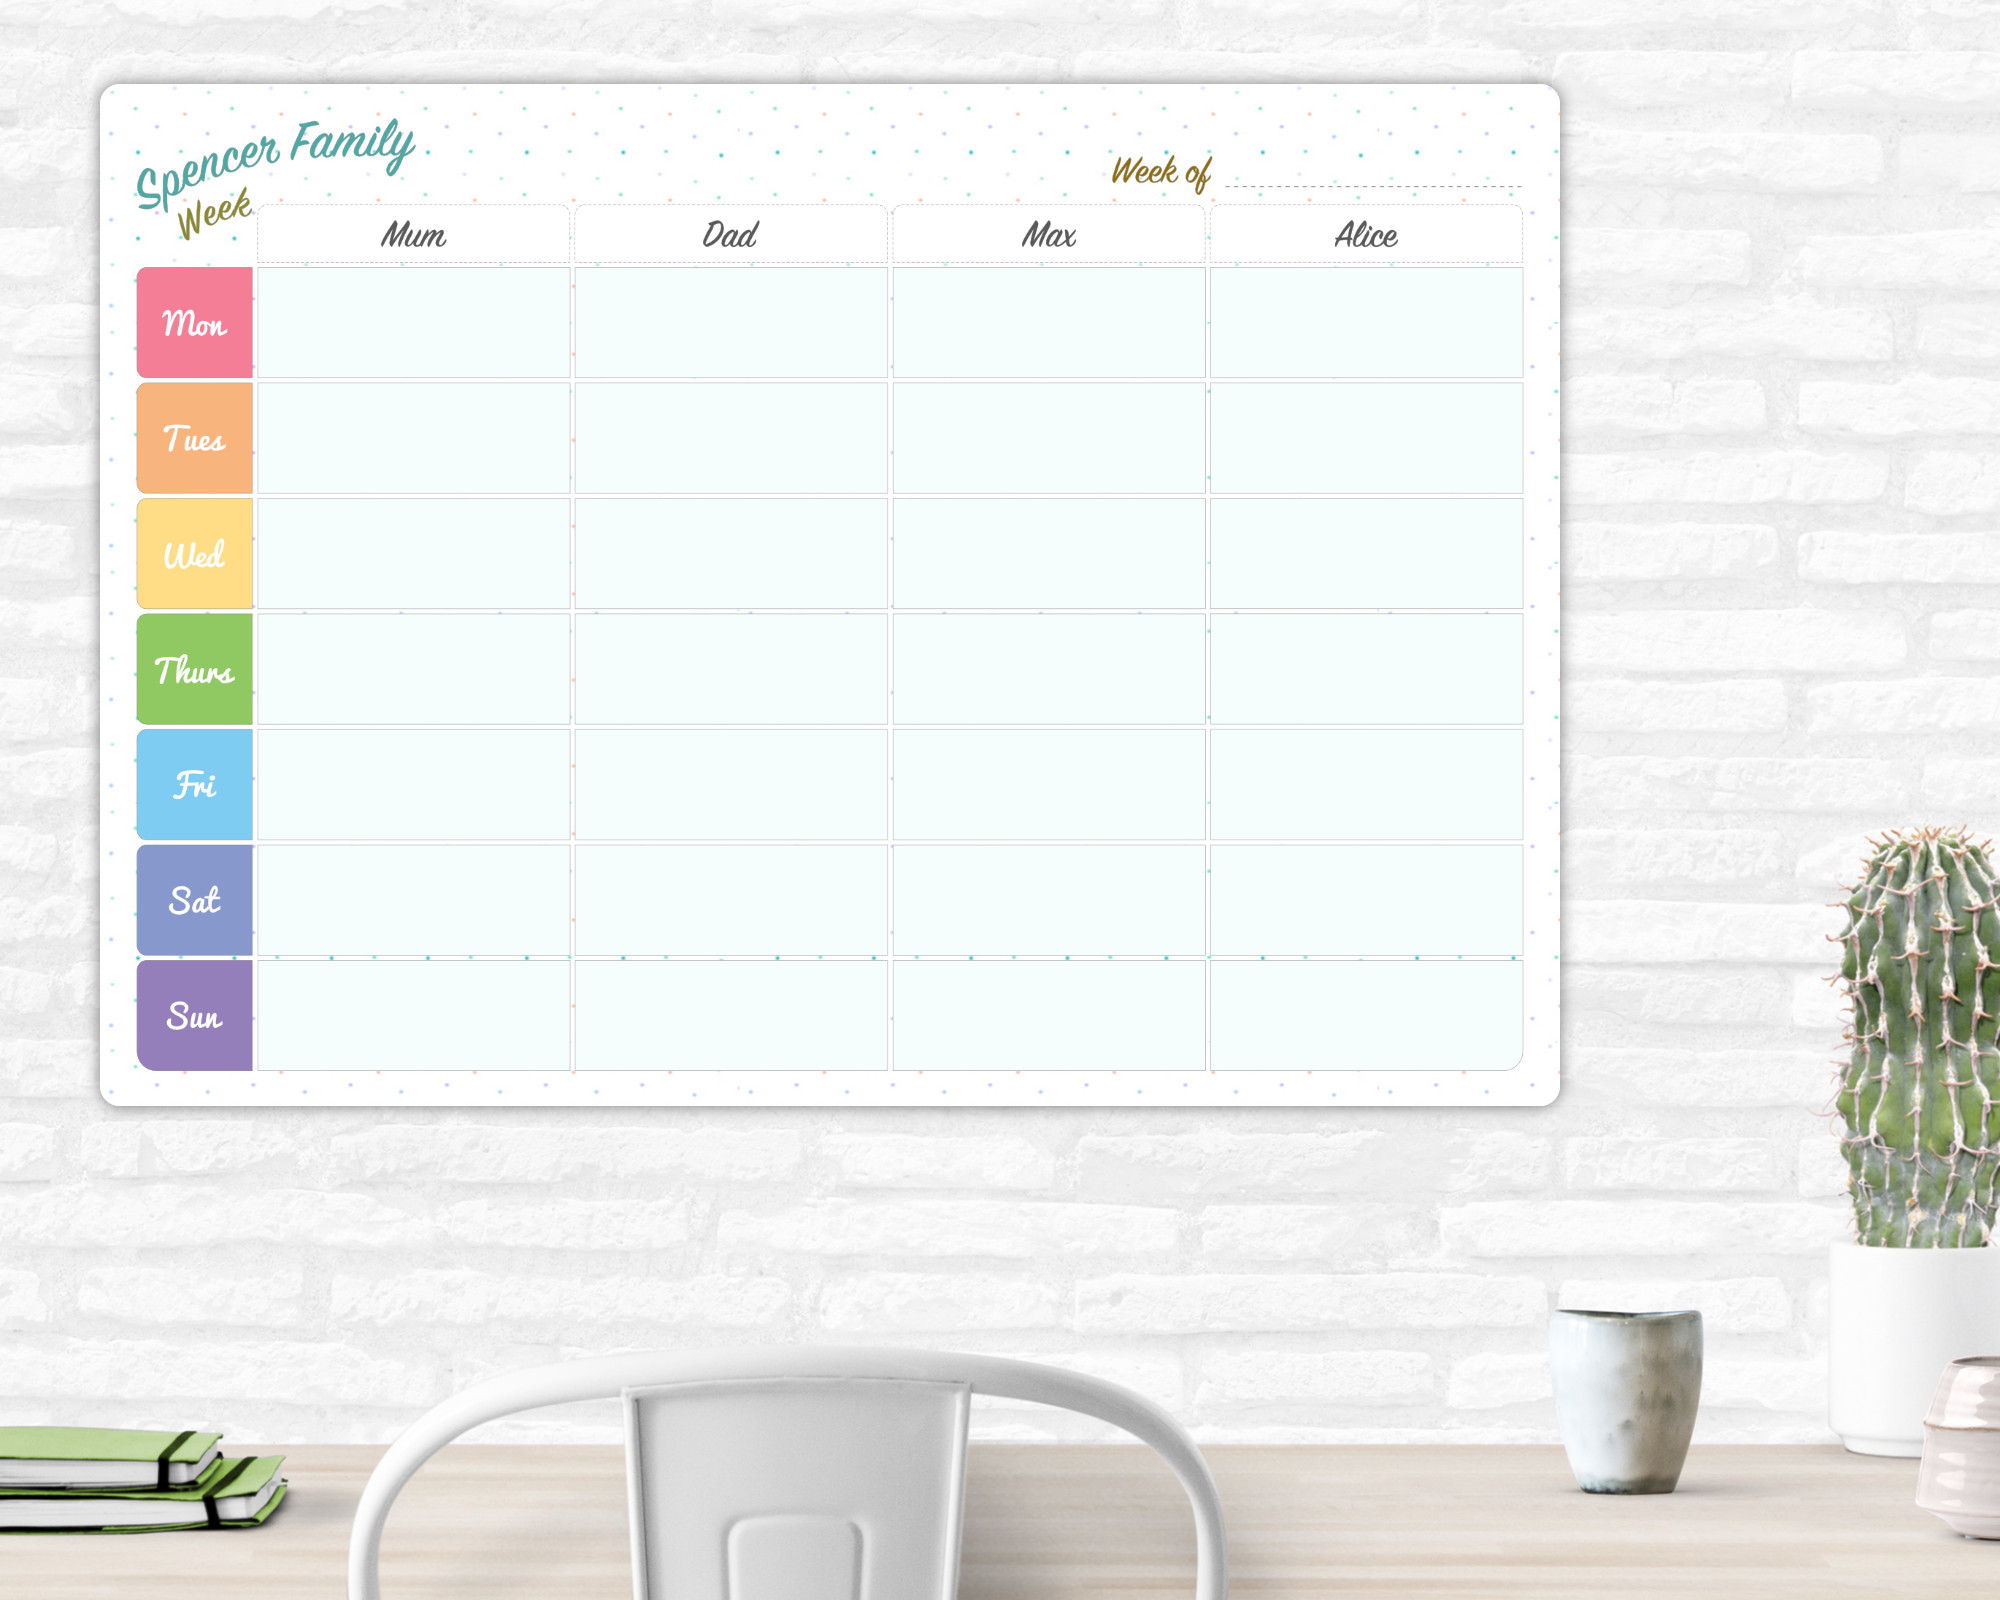 Spencer Family
Week
Week of
Mum Dad Max Alice
Mon
Tues
Wed
Thurs
Fri
Sat
Sun